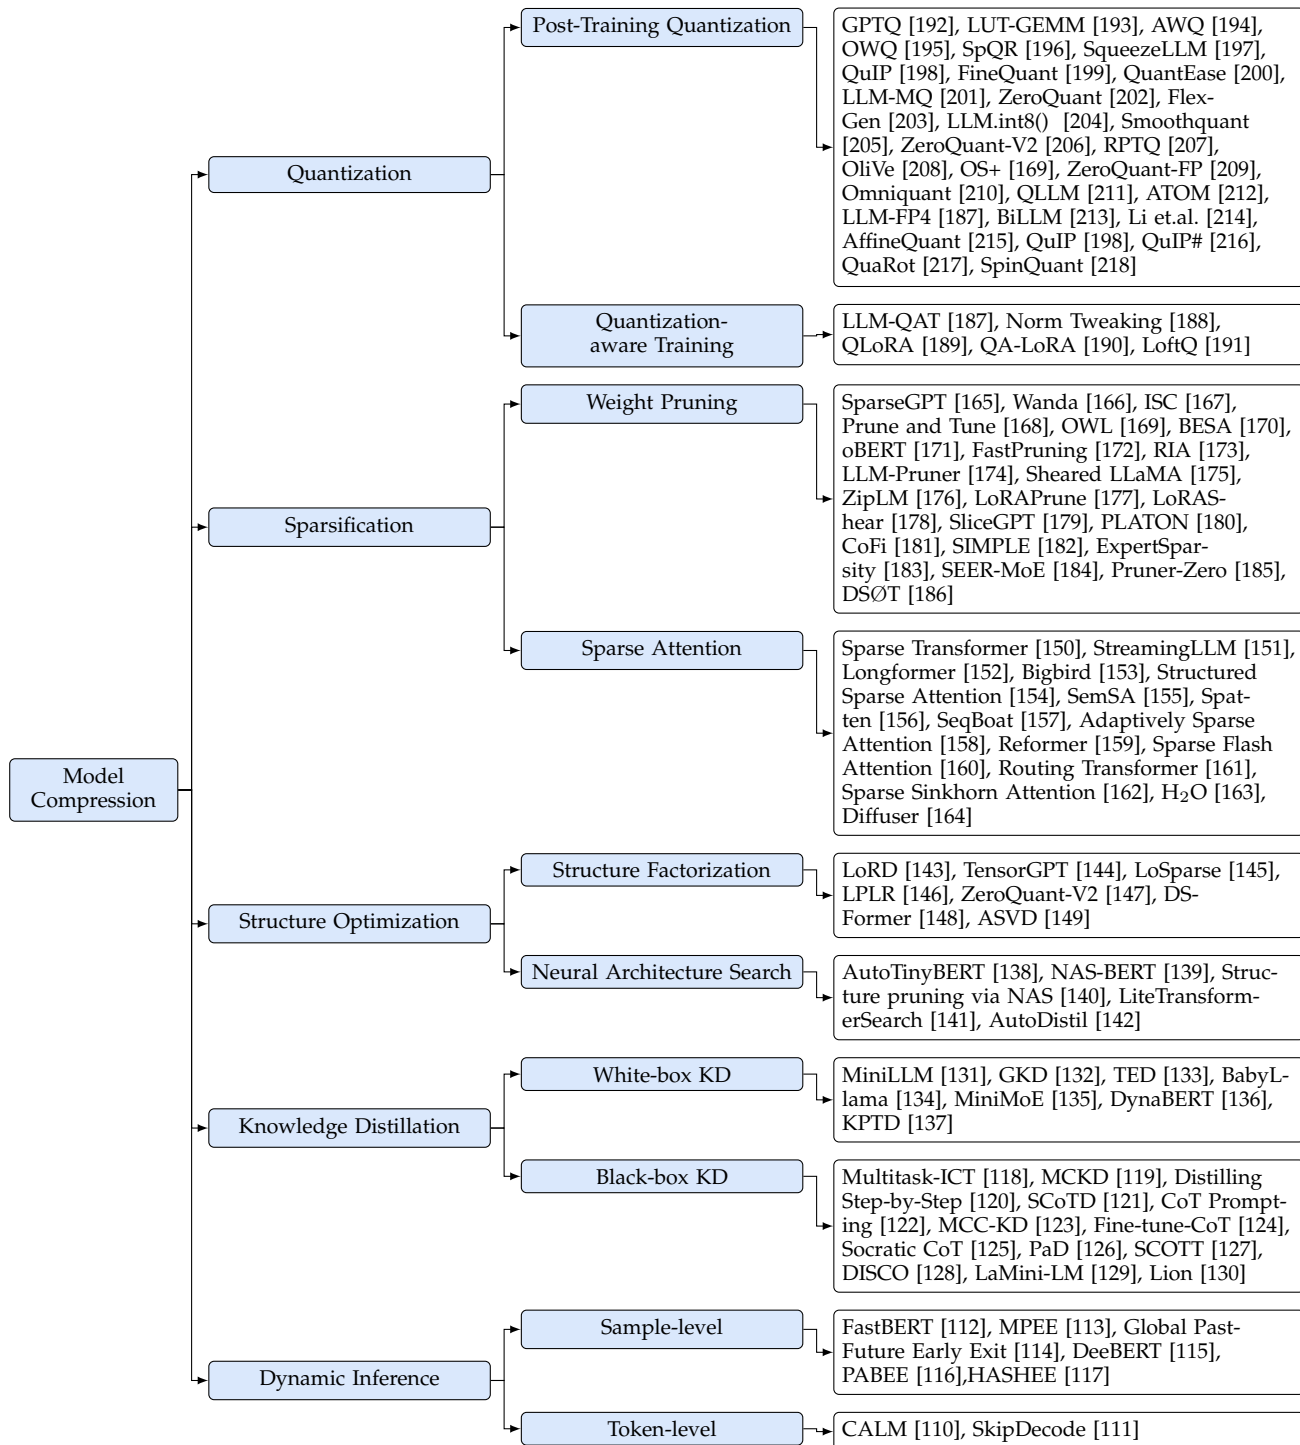 Model
Compression
Quantization
Post-Training Quantization
GPTQ [192], LUT-GEMM [193], AWQ [194],
OWQ [195], SpQR [196], SqueezeLLM [197],
QuIP [198], FineQuant [199], QuantEase [200],
LLM-MQ [201], ZeroQuant [202], Flex-
Gen [203], LLM.int8() [204], Smoothquant
[205], ZeroQuant-V2 [206], RPTQ [207],
OliVe [208], OS+ [169], ZeroQuant-FP [209],
Omniquant [210], QLLM [211], ATOM [212],
LLM-FP4 [187], BiLLM [213], Li et.al. [214],
AffineQuant [215], QuIP [198], QuIP# [216],
QuaRot [217], SpinQuant [218]
Quantization-
aware Training
LLM-QAT [187], Norm Tweaking [188],
QLoRA [189], QA-LoRA [190], LoftQ [191]
Sparsification
Weight Pruning
SparseGPT [165], Wanda [166], ISC [167],
Prune and Tune [168], OWL [169], BESA [170],
oBERT [171], FastPruning [172], RIA [173],
LLM-Pruner [174], Sheared LLaMA [175],
ZipLM [176], LoRAPrune [177], LoRAS-
hear [178], SliceGPT [179], PLATON [180],
CoFi [181], SIMPLE [182], ExpertSpar-
sity [183], SEER-MoE [184], Pruner-Zero [185],
DSØT [186]
Sparse Attention
Sparse Transformer [150], StreamingLLM [151],
Longformer [152], Bigbird [153], Structured
Sparse Attention [154], SemSA [155], Spat-
ten [156], SeqBoat [157], Adaptively Sparse
Attention [158], Reformer [159], Sparse Flash
Attention [160], Routing Transformer [161],
Sparse Sinkhorn Attention [162], H₂O [163],
Diffuser [164]
Structure Optimization
Structure Factorization
LoRD [143], TensorGPT [144], LoSparse [145],
LPLR [146], ZeroQuant-V2 [147], DS-
Former [148], ASVD [149]
Neural Architecture Search
AutoTinyBERT [138], NAS-BERT [139], Struc-
ture pruning via NAS [140], LiteTransform-
erSearch [141], AutoDistil [142]
Knowledge Distillation
White-box KD
MiniLLM [131], GKD [132], TED [133], BabyL-
lama [134], MiniMoE [135], DynaBERT [136],
KPTD [137]
Black-box KD
Multitask-ICT [118], MCKD [119], Distilling
Step-by-Step [120], SCoTD [121], CoT Prompt-
ing [122], MCC-KD [123], Fine-tune-CoT [124],
Socratic CoT [125], PaD [126], SCOTT [127],
DISCO [128], LaMini-LM [129], Lion [130]
Dynamic Inference
Sample-level
FastBERT [112], MPEE [113], Global Past-
Future Early Exit [114], DeeBERT [115],
PABEE [116],HASHEE [117]
Token-level
CALM [110], SkipDecode [111]